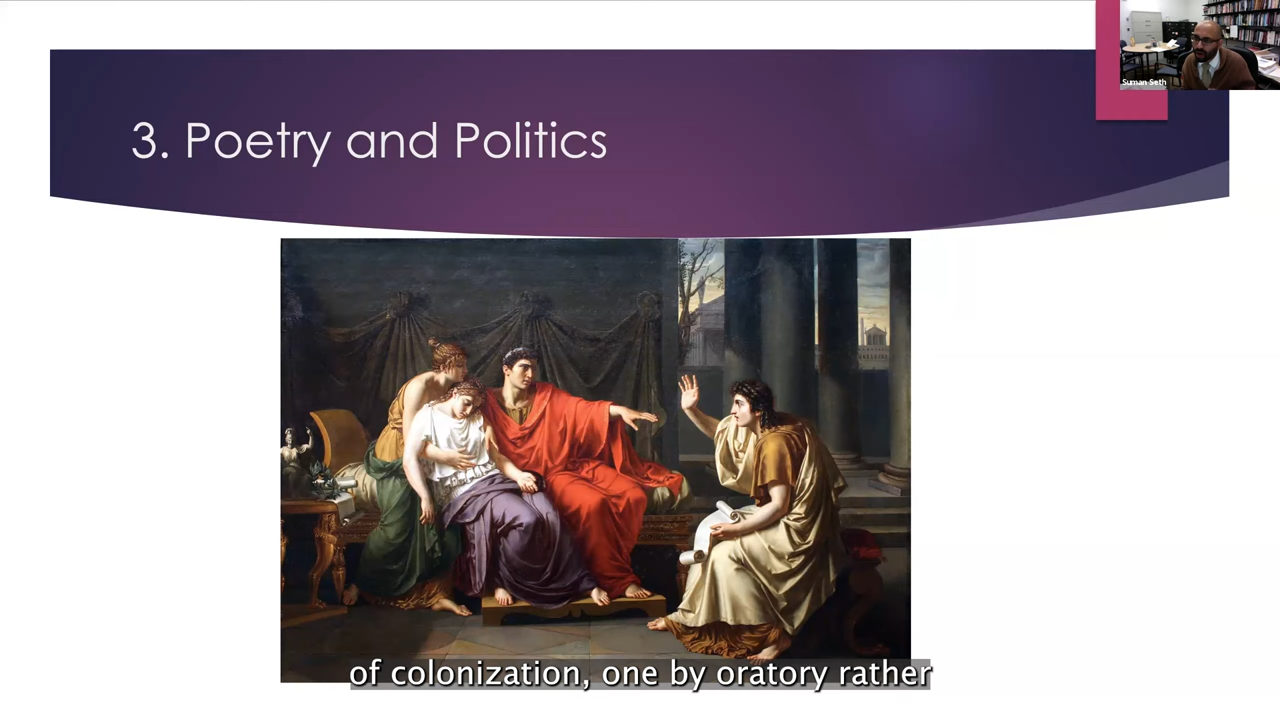 Suman Seth
3. Poetry and Politics
of colonization, one by oratory rather